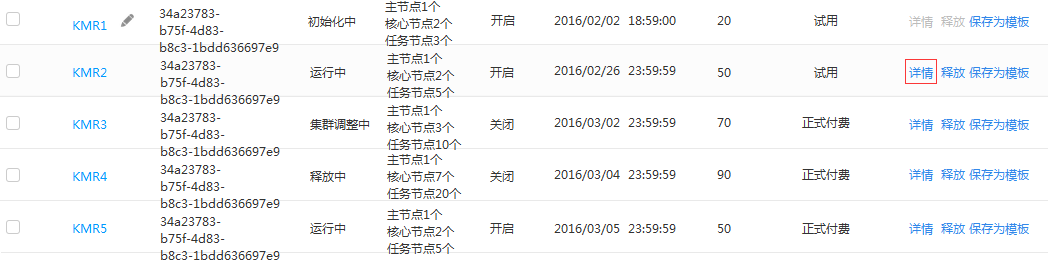 KMR1 34a23783-b75f-4d83-b8c3-1bdd636697e9 初始化中 主节点1个 核心节点2个 任务节点3个 开启 2016/02/02 18:59:00 20 试用 详情 释放 保存为模板
KMR2 34a23783-b75f-4d83-b8c3-1bdd636697e9 运行中 主节点1个 核心节点2个 任务节点5个 开启 2016/02/26 23:59:59 50 试用 详情 释放 保存为模板
KMR3 34a23783-b75f-4d83-b8c3-1bdd636697e9 集群调整中 主节点1个 核心节点3个 任务节点10个 关闭 2016/03/02 23:59:59 70 正式付费 详情 释放 保存为模板
KMR4 34a23783-b75f-4d83-b8c3-1bdd636697e9 释放中 主节点1个 核心节点7个 任务节点20个 关闭 2016/03/04 23:59:59 90 正式付费 详情 释放 保存为模板
KMR5 34a23783-b75f-4d83-b8c3-1bdd636697e9 运行中 主节点1个 核心节点2个 任务节点5个 开启 2016/03/05 23:59:59 50 正式付费 详情 释放 保存为模板